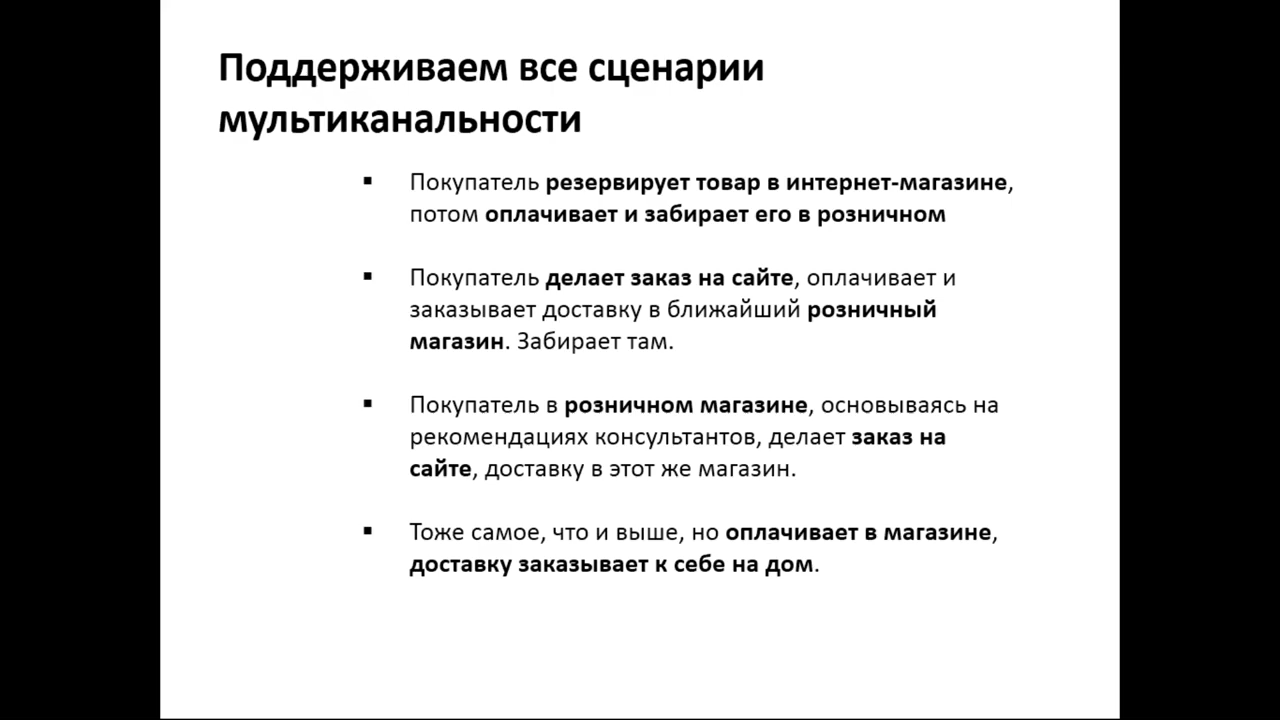 Поддерживаем все сценарии
мультиканальности
▪ Покупатель резервирует товар в интернет-магазине,
потом оплачивает и забирает его в розничном
▪ Покупатель делает заказ на сайте, оплачивает и
заказывает доставку в ближайший розничный
магазин. Забирает там.
▪ Покупатель в розничном магазине, основываясь на
рекомендациях консультантов, делает заказ на
сайте, доставку в этот же магазин.
▪ Тоже самое, что и выше, но оплачивает в магазине,
доставку заказывает к себе на дом.